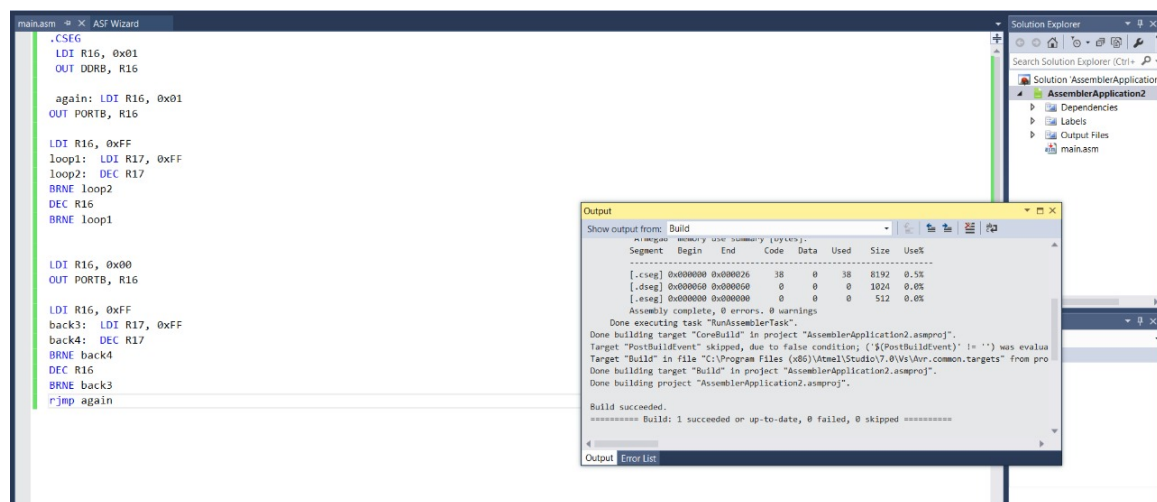 main.asm ASF Wizard
.CSEG
LDI R16, 0x01
OUT DDRB, R16
again: LDI R16, 0x01
OUT PORTB, R16
LDI R16, 0xFF
loop1: LDI R17, 0xFF
loop2: DEC R17
BRNE loop2
DEC R16
BRNE loop1
LDI R16, 0x00
OUT PORTB, R16
LDI R16, 0xFF
back3: LDI R17, 0xFF
back4: DEC R17
BRNE back4
DEC R16
BRNE back3
rjmp again
Output
Show output from: Build
Segment Begin End Code Data Used Size Use%
---------------------------------------------------------------
[.cseg] 0x000000 0x000026 38 0 38 8192 0.5%
[.dseg] 0x000060 0x000060 0 0 0 1024 0.0%
[.eseg] 0x000000 0x000000 0 0 0 512 0.0%
Assembly complete, 0 errors. 0 warnings
Done executing task "RunAssemblerTask".
Done building target "CoreBuild" in project "AssemblerApplication2.asmproj".
Target "PostBuildEvent" skipped, due to false condition; ('$(PostBuildEvent)' != '') was evalua
Target "Build" in file "C:\Program Files (x86)\Atmel\Studio\7.0\Vs\Avr.common.targets" from pro
Done building target "Build" in project "AssemblerApplication2.asmproj".
Done building project "AssemblerApplication2.asmproj".
Build succeeded.
========== Build: 1 succeeded or up-to-date, 0 failed, 0 skipped ==========
Output Error List
Solution Explorer
Search Solution Explorer (Ctrl+
Solution 'AssemblerApplication
AssemblerApplication2
Dependencies
Labels
Output Files
main.asm